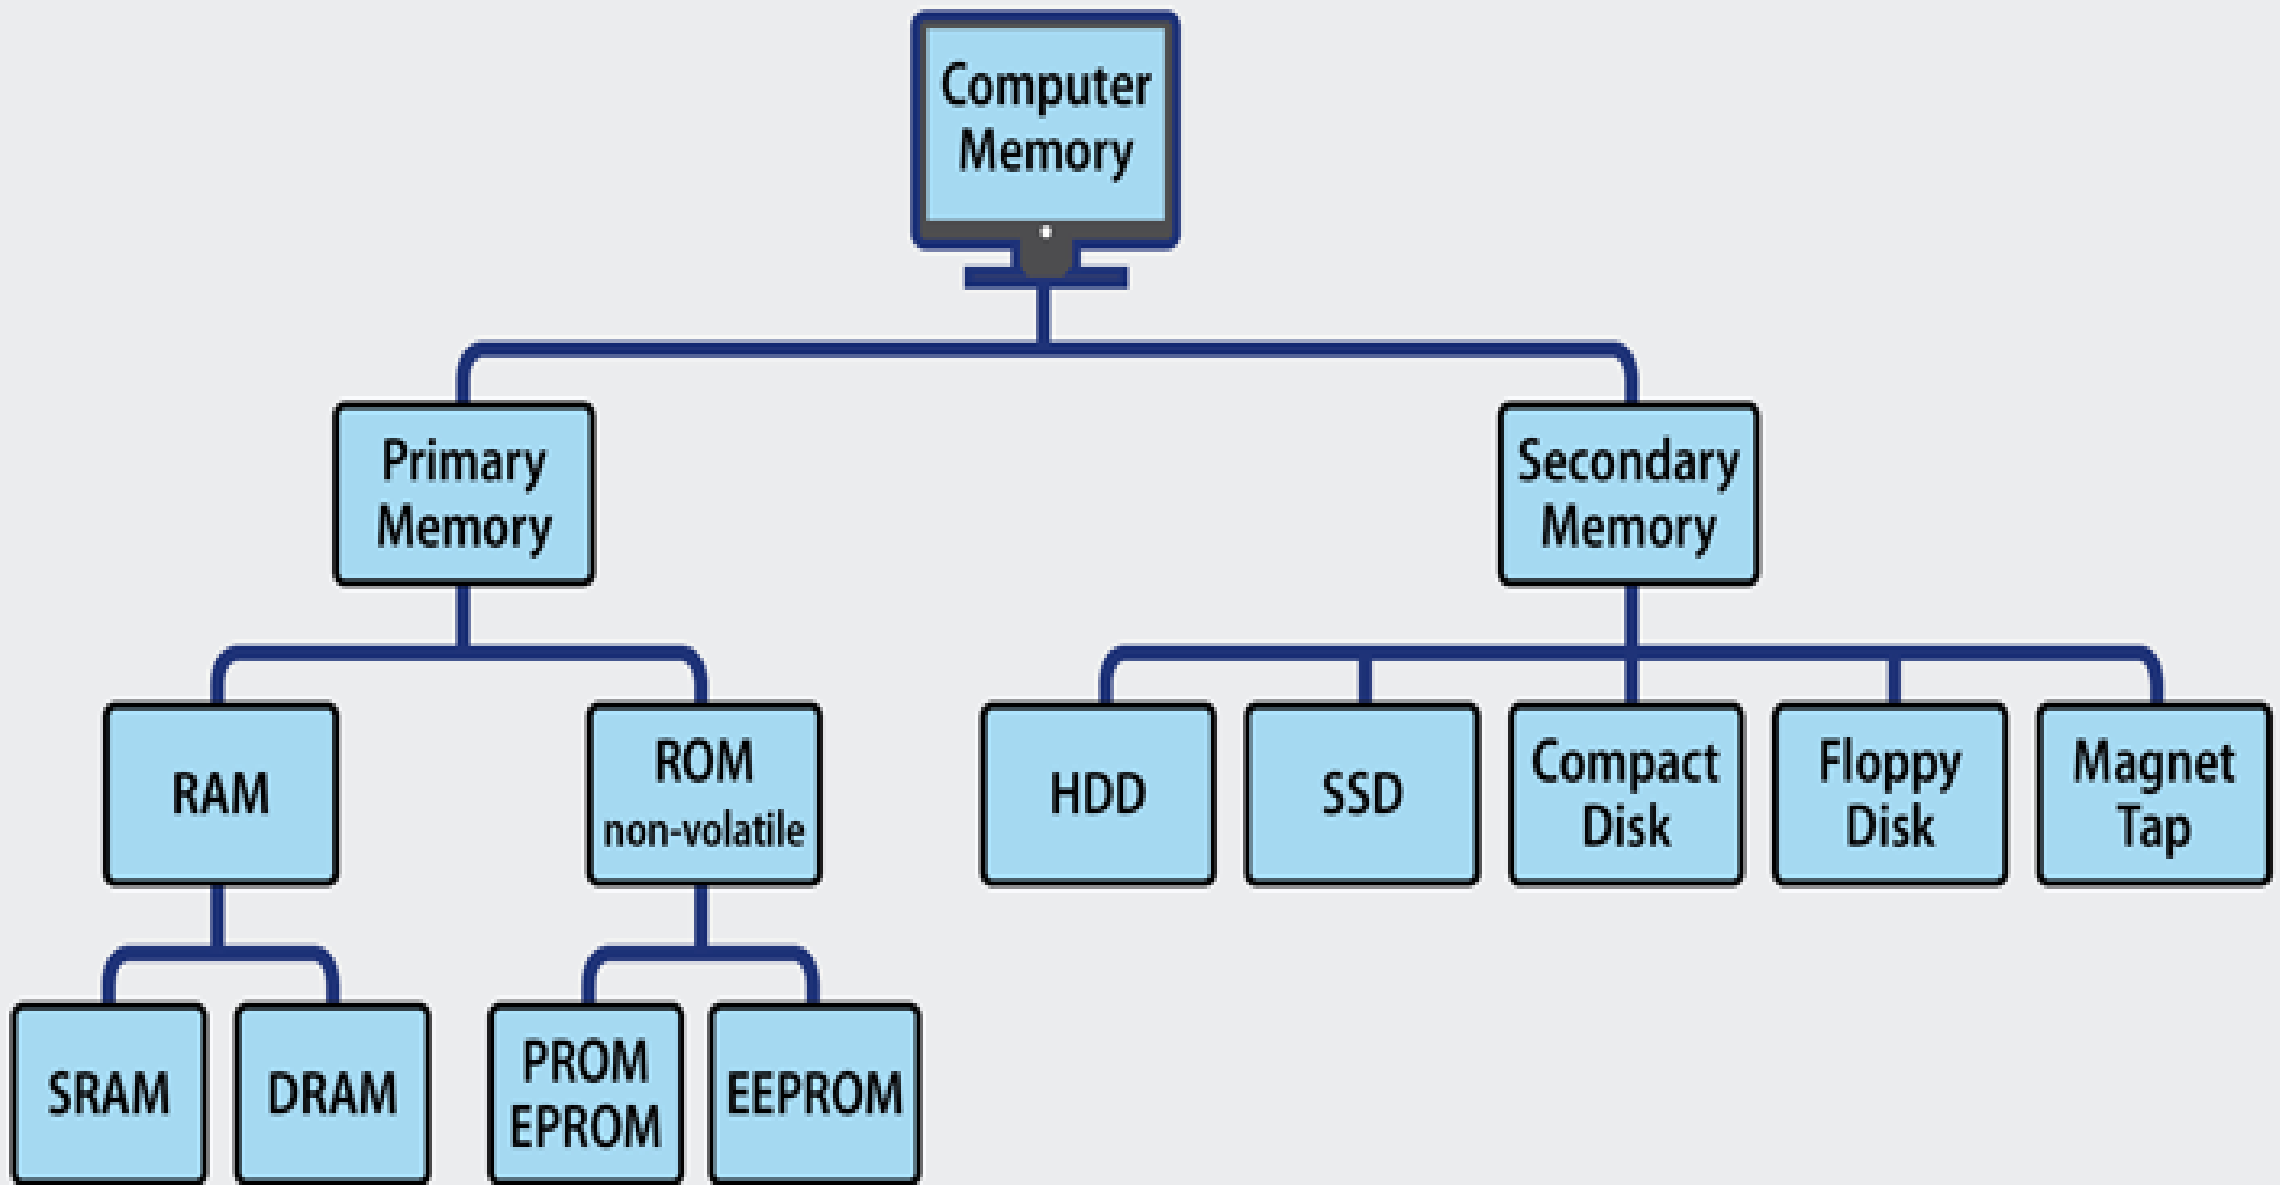 Computer
Memory
Primary
Memory
Secondary
Memory
RAM
ROM
non-volatile
HDD
SSD
Compact
Disk
Floppy
Disk
Magnet
Tap
SRAM
DRAM
PROM
EPROM
EEPROM